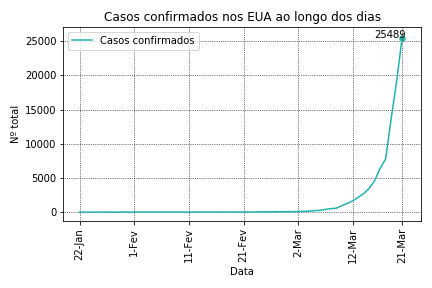 Casos confirmados nos EUA ao longo dos dias
Casos confirmados
25489
25000
20000
15000
10000
5000
0
Nº total
22-Jan
1-Fev
11-Fev
21-Fev
2-Mar
12-Mar
21-Mar
Data